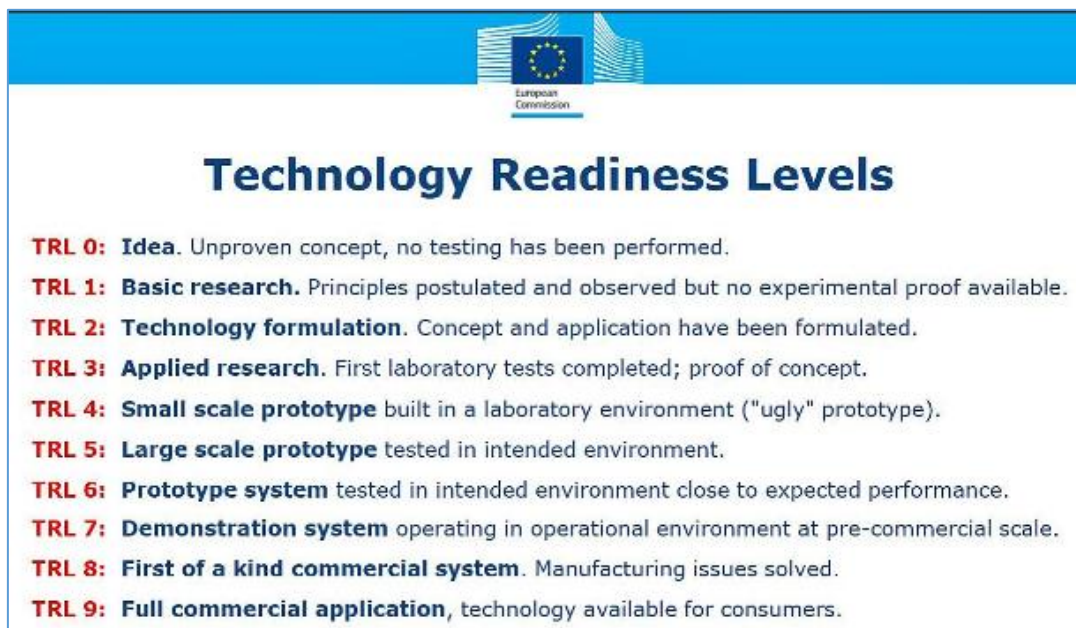 European
Commission
Technology Readiness Levels
TRL 0: Idea. Unproven concept, no testing has been performed.
TRL 1: Basic research. Principles postulated and observed but no experimental proof available.
TRL 2: Technology formulation. Concept and application have been formulated.
TRL 3: Applied research. First laboratory tests completed; proof of concept.
TRL 4: Small scale prototype built in a laboratory environment ("ugly" prototype).
TRL 5: Large scale prototype tested in intended environment.
TRL 6: Prototype system tested in intended environment close to expected performance.
TRL 7: Demonstration system operating in operational environment at pre-commercial scale.
TRL 8: First of a kind commercial system. Manufacturing issues solved.
TRL 9: Full commercial application, technology available for consumers.